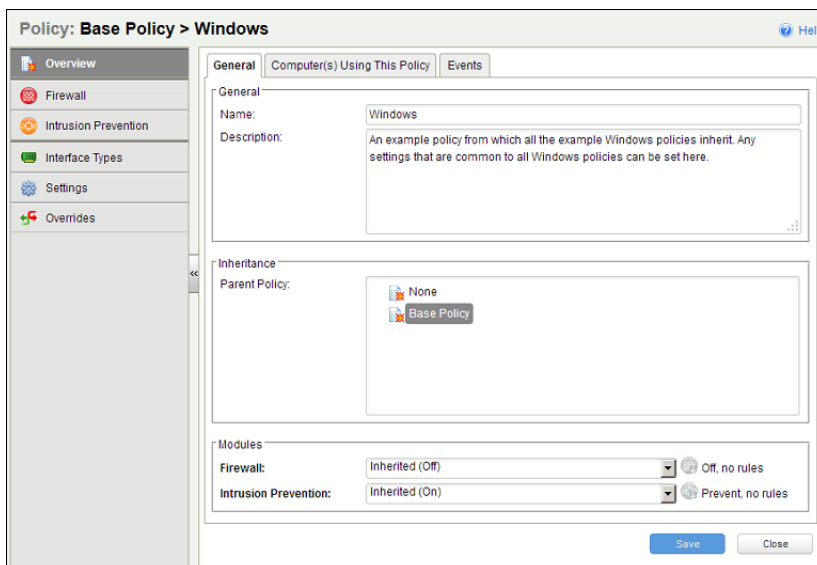 Policy: Base Policy > Windows
Hel
Overview
Firewall
Intrusion Prevention
Interface Types
Settings
Overrides
«
General
Computer(s) Using This Policy
Events
General
Name:
Windows
Description:
An example policy from which all the example Windows policies inherit. Any
settings that are common to all Windows policies can be set here.
Inheritance
Parent Policy:
None
Base Policy
Modules
Firewall:
Inherited (Off)
Off, no rules
Intrusion Prevention:
Inherited (On)
Prevent, no rules
Save
Close